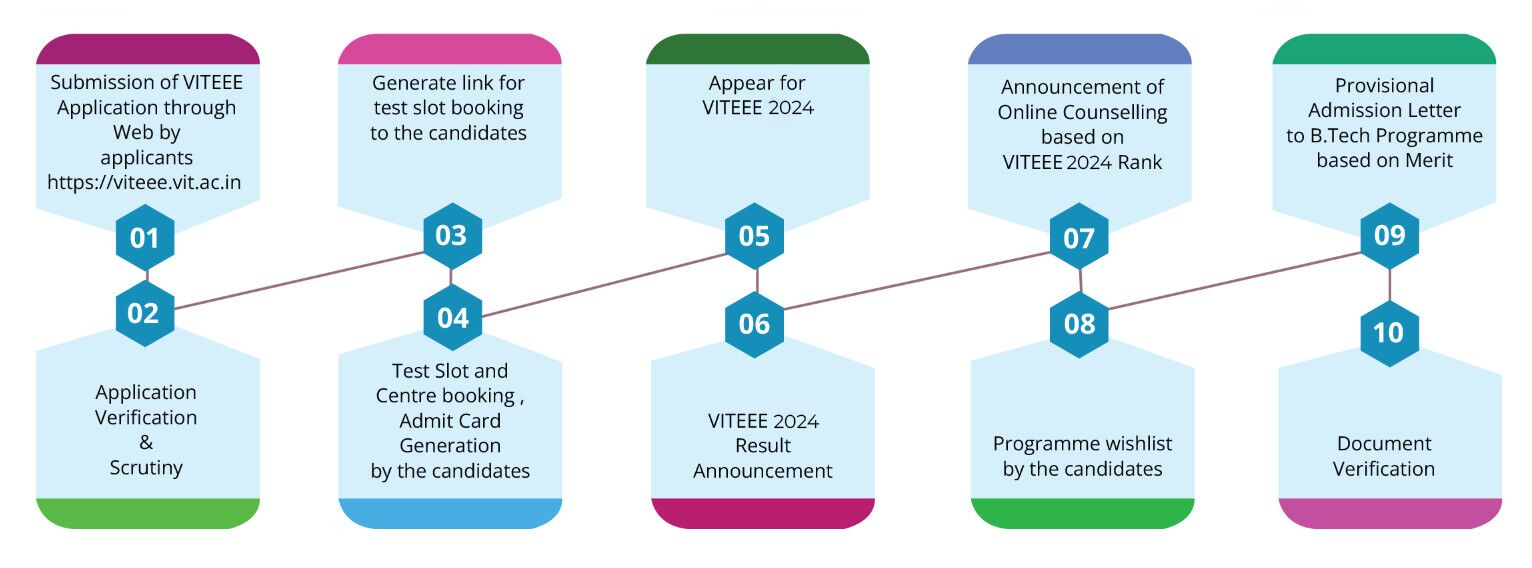 Submission of VITEEE
Application through
Web by
applicants
https://viteee.vit.ac.in
01
02
Application
Verification
&
Scrutiny
Generate link for
test slot booking
to the candidates
03
04
Test Slot and
Centre booking ,
Admit Card
Generation
by the candidates
Appear for
VITEEE 2024
05
06
VITEEE 2024
Result
Announcement
Announcement of
Online Counselling
based on
VITEEE 2024 Rank
07
08
Programme wishlist
by the candidates
Provisional
Admission Letter
to B.Tech Programme
based on Merit
09
10
Document
Verification